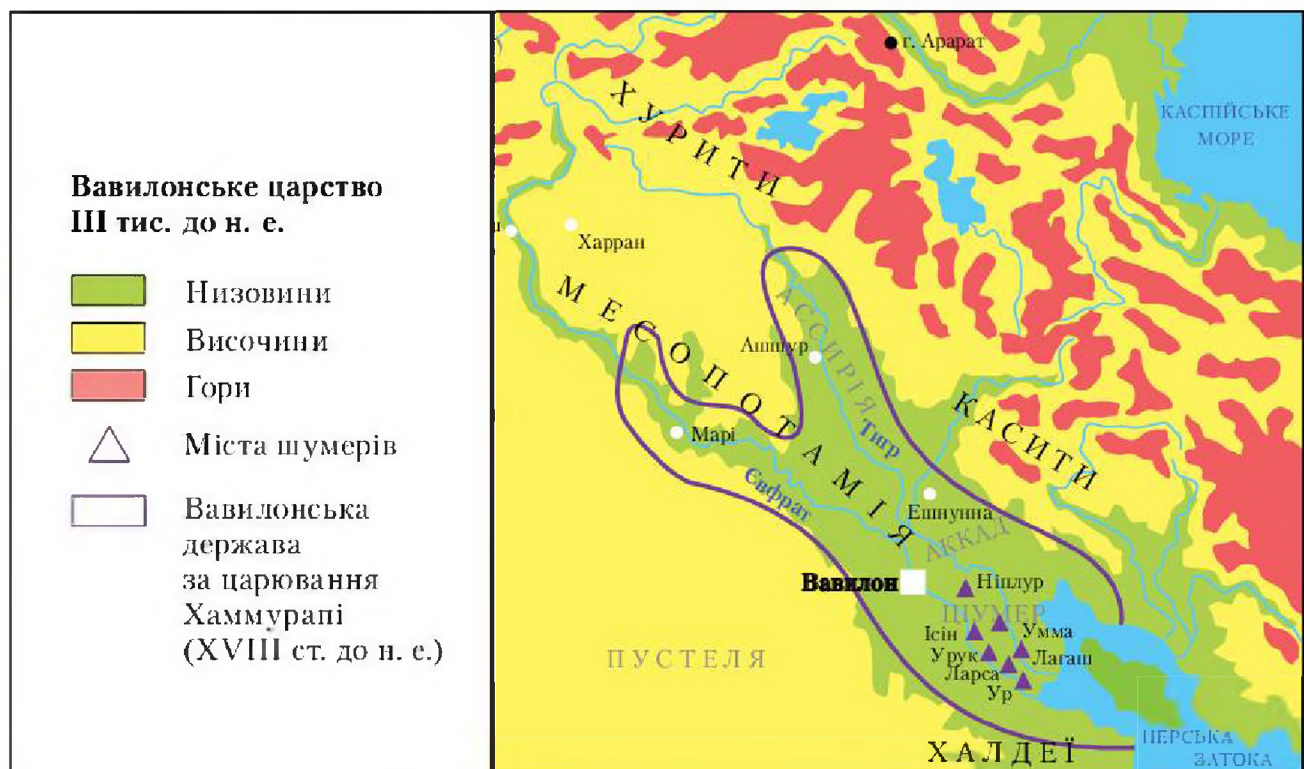 Вавилонське царство
III тис. до н. е.
Низовини
Височини
Гори
Міста шумерів
Вавилонська
держава
за царювання
Хаммурапі
(XVIII ст. до н. е.)
г. Арарат
ХУРИТИ
КАСПІЙСЬКЕ
МОРЕ
Харран
МЕСОПОТАМІЯ
АССИРІЯ
Ашшур
Тигр
КАСИТИ
Марі
Євфрат
Ешнунна
АККАД
Вавилон
Ніппур
ШУМЕР
Ісін
Умма
Урук
Лагаш
Ларса
Ур
ПУСТЕЛЯ
ХАЛДЕЇ
ПЕРСЬКА
ЗАТОКА